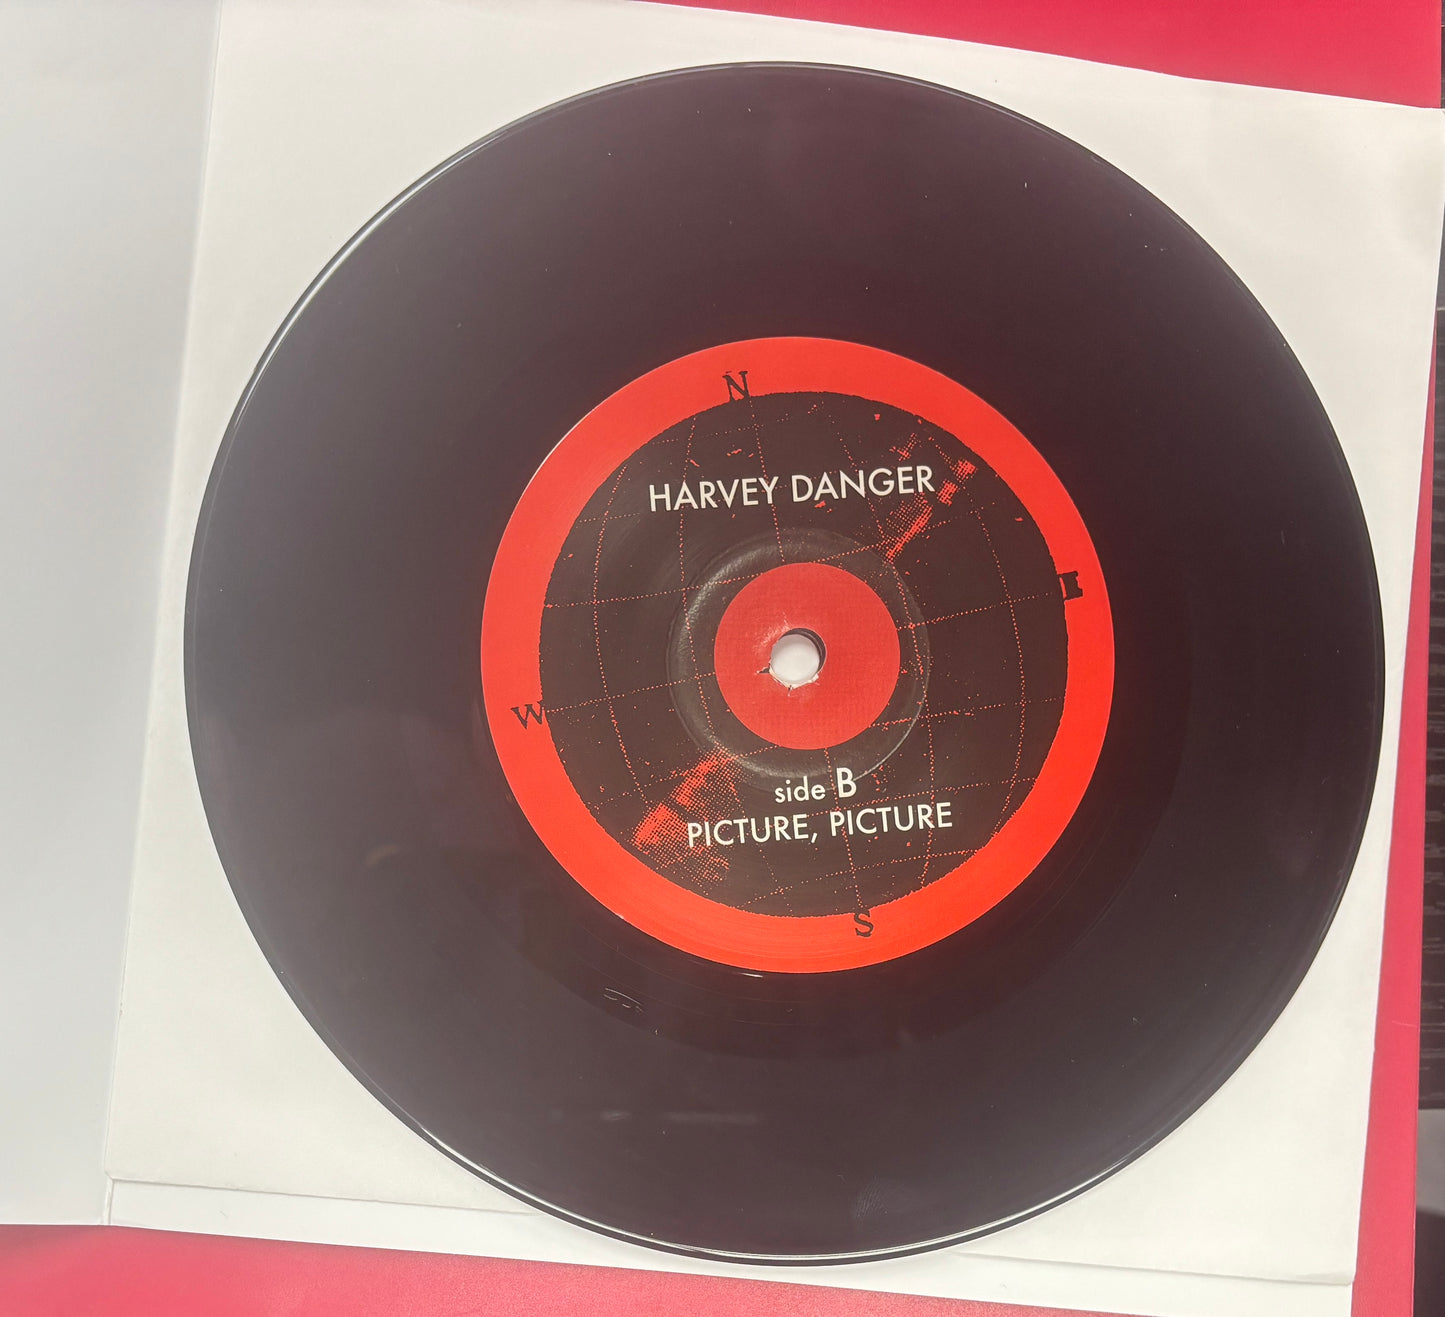 N
HARVEY DANGER
W
side B
PICTURE, PICTURE
S